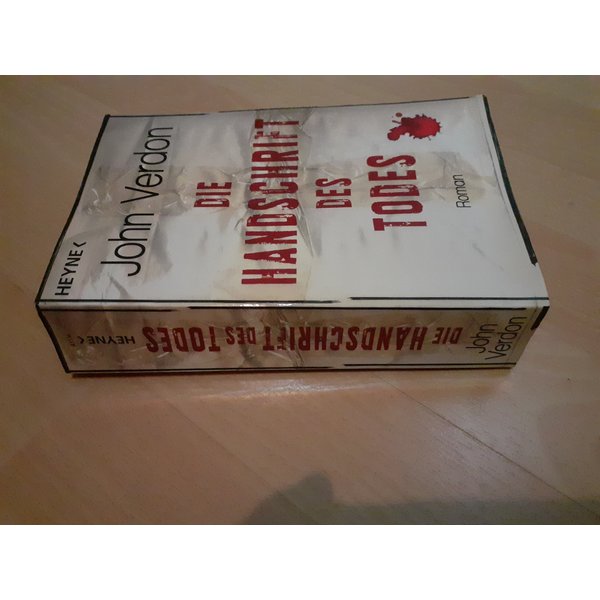 HEYNE<
John Verdon
DIE
HANDSCHRIFT
DES
TODES
Roman
John
Verdon
DIE HANDSCHRIFT DES TODES
HEYNE<